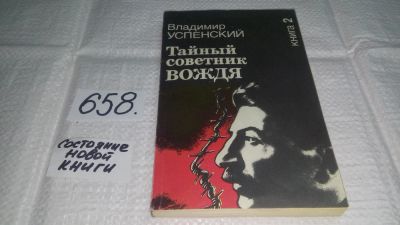 658.
состояние
новой
книги
Владимир
УСПЕНСКИЙ
Тайный
советник
ВОЖДЯ
книга 2